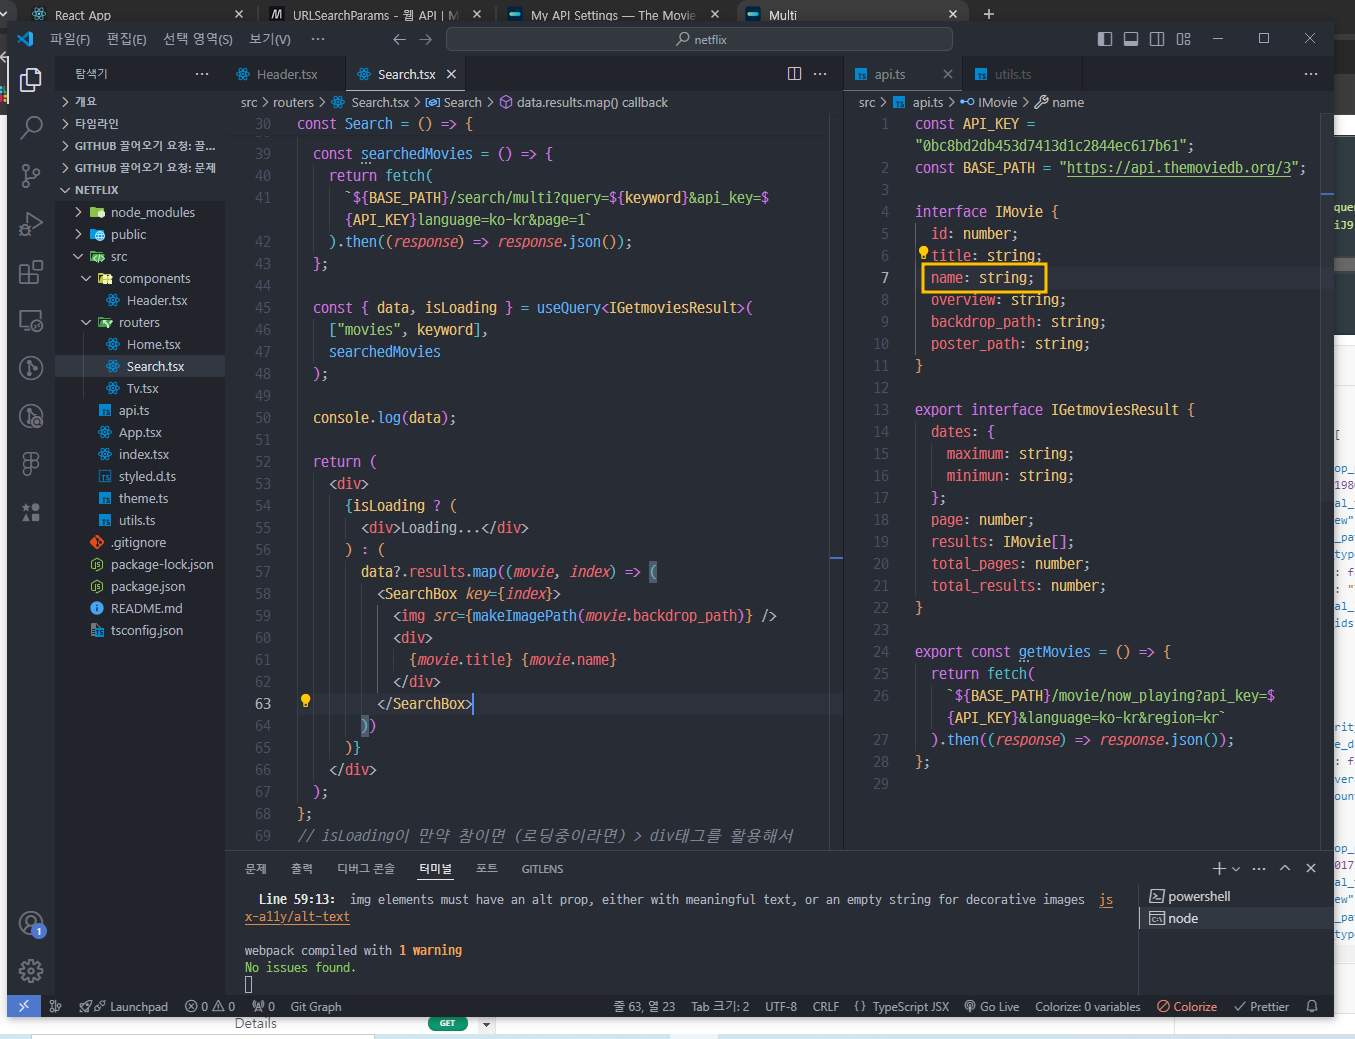 React App
URLSearchParams - 웹 API | M
My API Settings — The Movie
Multi
파일(F) 편집(E) 선택 영역(S) 보기(V) ···
netflix
탐색기
개요
타임라인
GITHUB 끌어오기 요청: 끌...
GITHUB 끌어오기 요청: 문제
NETFLIX
node_modules
public
src
components
Header.tsx
routers
Home.tsx
Search.tsx
Tv.tsx
api.ts
App.tsx
index.tsx
styled.d.ts
theme.ts
utils.ts
.gitignore
package-lock.json
package.json
README.md
tsconfig.json
Header.tsx
Search.tsx
src > routers > Search.tsx > Search > data.results.map() callback
30 const Search = () => {
39 const searchedMovies = () => {
40 return fetch(
41 `${BASE_PATH}/search/multi?query=${keyword}&api_key=$
{API_KEY}language=ko-kr&page=1`
42 ).then((response) => response.json());
43 };
44
45 const { data, isLoading } = useQuery<IGetmoviesResult>(
46 ["movies", keyword],
47 searchedMovies
48 );
49
50 console.log(data);
51
52 return (
53 <div>
54 {isLoading ? (
55 <div>Loading...</div>
56 ) : (
57 data?.results.map((movie, index) => (
58 <SearchBox key={index}>
59 <img src={makeImagePath(movie.backdrop_path)} />
60 <div>
61 {movie.title} {movie.name}
62 </div>
63 </SearchBox>
64 ))
65 )}
66 </div>
67 );
68 };
69 // isLoading이 만약 참이면 (로딩중이라면) > div태그를 활용해서
api.ts
utils.ts
src > api.ts > IMovie > name
1 const API_KEY =
"0bc8bd2db453d7413d1c2844ec617b61";
2 const BASE_PATH = "https://api.themoviedb.org/3";
3
4 interface IMovie {
5 id: number;
6 title: string;
7 name: string;
8 overview: string;
9 backdrop_path: string;
10 poster_path: string;
11 }
12
13 export interface IGetmoviesResult {
14 dates: {
15 maximum: string;
16 minimun: string;
17 };
18 page: number;
19 results: IMovie[];
20 total_pages: number;
21 total_results: number;
22 }
23
24 export const getMovies = () => {
25 return fetch(
26 `${BASE_PATH}/movie/now_playing?api_key=$
{API_KEY}&language=ko-kr&region=kr`
27 ).then((response) => response.json());
28 };
29
문제 출력 디버그 콘솔 터미널 포트 GITLENS
Line 59:13: img elements must have an alt prop, either with meaningful text, or an empty string for decorative images js
x-a11y/alt-text
webpack compiled with 1 warning
No issues found.
powershell
node
1
Launchpad 0 0 0 Git Graph 줄 63, 열 23 Tab 크기: 2 UTF-8 CRLF {} TypeScript JSX Go Live Colorize: 0 variables Colorize Prettier
Details GET